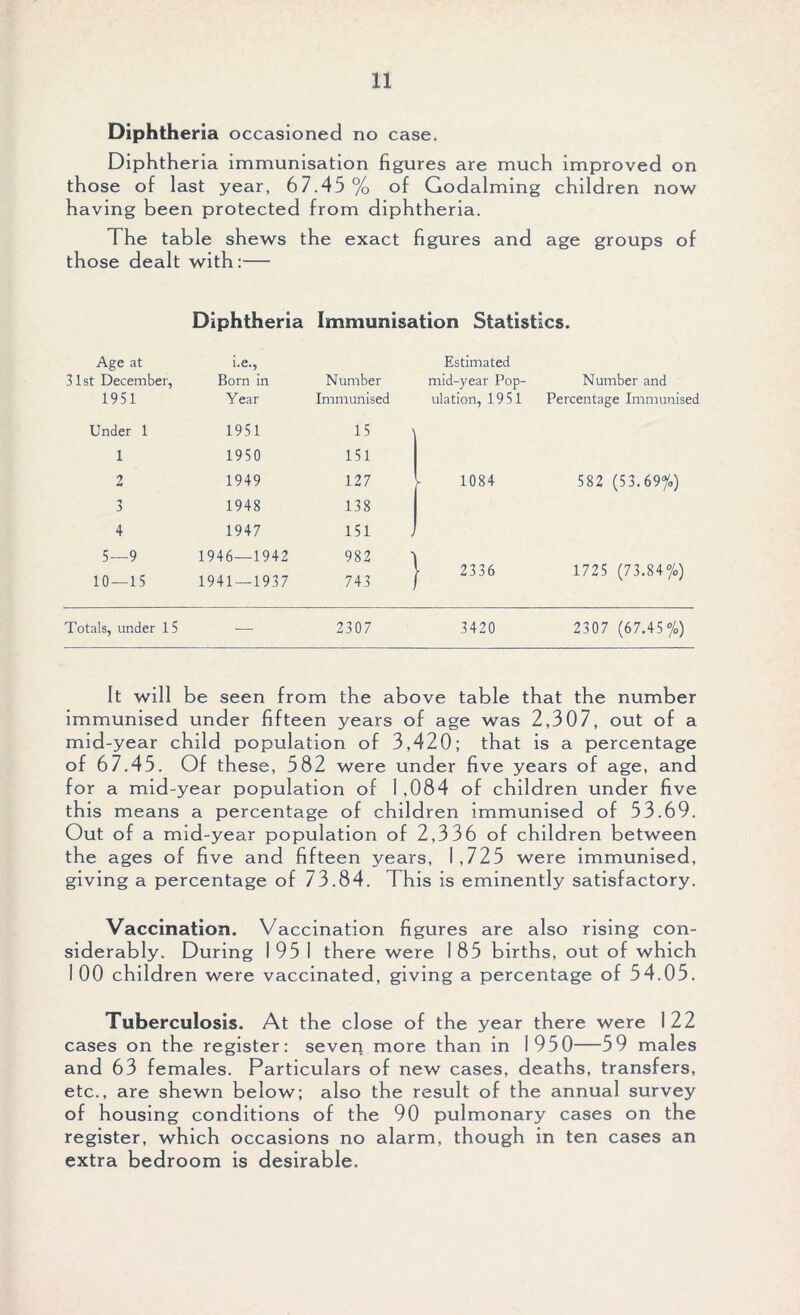 11
Diphtheria occasioned no case.
Diphtheria immunisation figures are much improved on
those of last year, 67.45 % of Godalming children now
having been protected from diphtheria.
The table shews the exact figures and age groups of
those dealt with:—
Diphtheria Immunisation Statistics.
Age at i.e., Estimated
31st December, Born in Number mid-year Pop- Number and
1951 Year Immunised ulation, 1951 Percentage Immunised
Under 1 1951 15
1 1950 151
2 1949 127 1084 582 (53.69%)
3 1948 138
4 1947 151
5—9 1946—1942 982
2336 1725 (73.84%)
10—15 1941—1937 743
Totals, under 15 — 2307 3420 2307 (67.45%)
It will be seen from the above table that the number
immunised under fifteen years of age was 2,307, out of a
mid-year child population of 3,420; that is a percentage
of 67.45. Of these, 582 were under five years of age, and
for a mid-year population of 1,084 of children under five
this means a percentage of children immunised of 53.69.
Out of a mid-year population of 2,336 of children between
the ages of five and fifteen years, 1,725 were immunised,
giving a percentage of 73.84. This is eminently satisfactory.
Vaccination. Vaccination figures are also rising con-
siderably. During 1951 there were 185 births, out of which
100 children were vaccinated, giving a percentage of 54.05.
Tuberculosis. At the close of the year there were 122
cases on the register: seven more than in 1950—59 males
and 63 females. Particulars of new cases, deaths, transfers,
etc., are shewn below; also the result of the annual survey
of housing conditions of the 90 pulmonary cases on the
register, which occasions no alarm, though in ten cases an
extra bedroom is desirable.